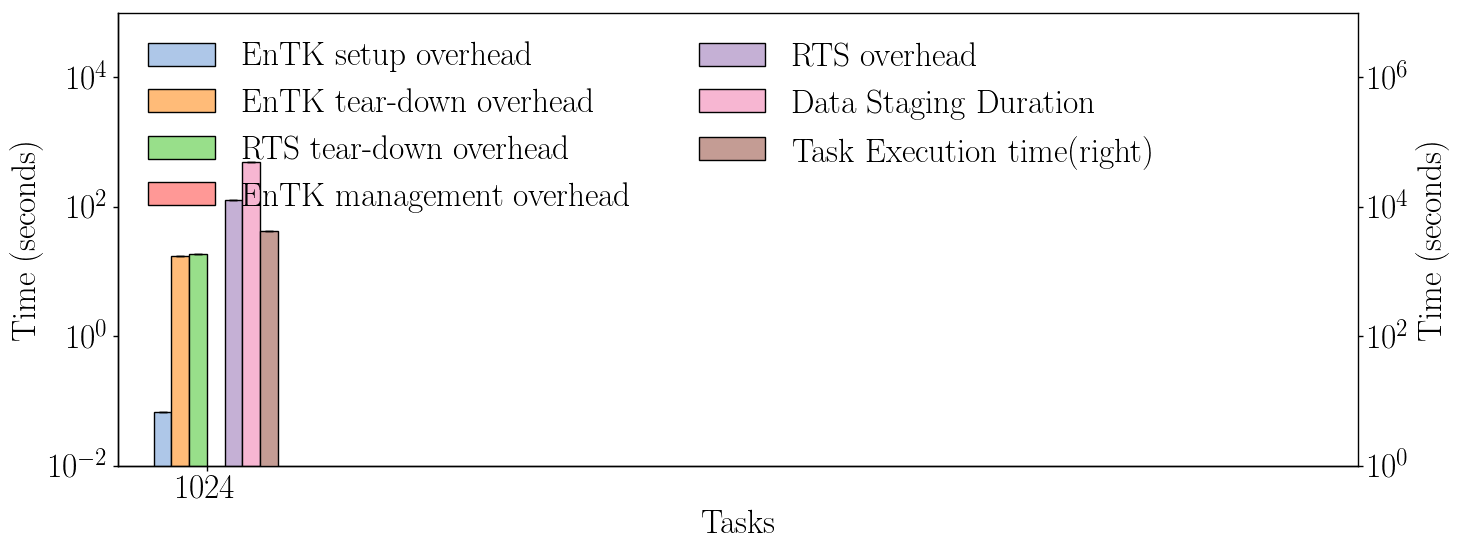 EnTK setup overhead
EnTK tear-down overhead
RTS tear-down overhead
EnTK management overhead
RTS overhead
Data Staging Duration
Task Execution time(right)
Time (seconds)
10^4
10^2
10^0
10^-2
10^6
10^4
10^2
10^0
Time (seconds)
1024
Tasks